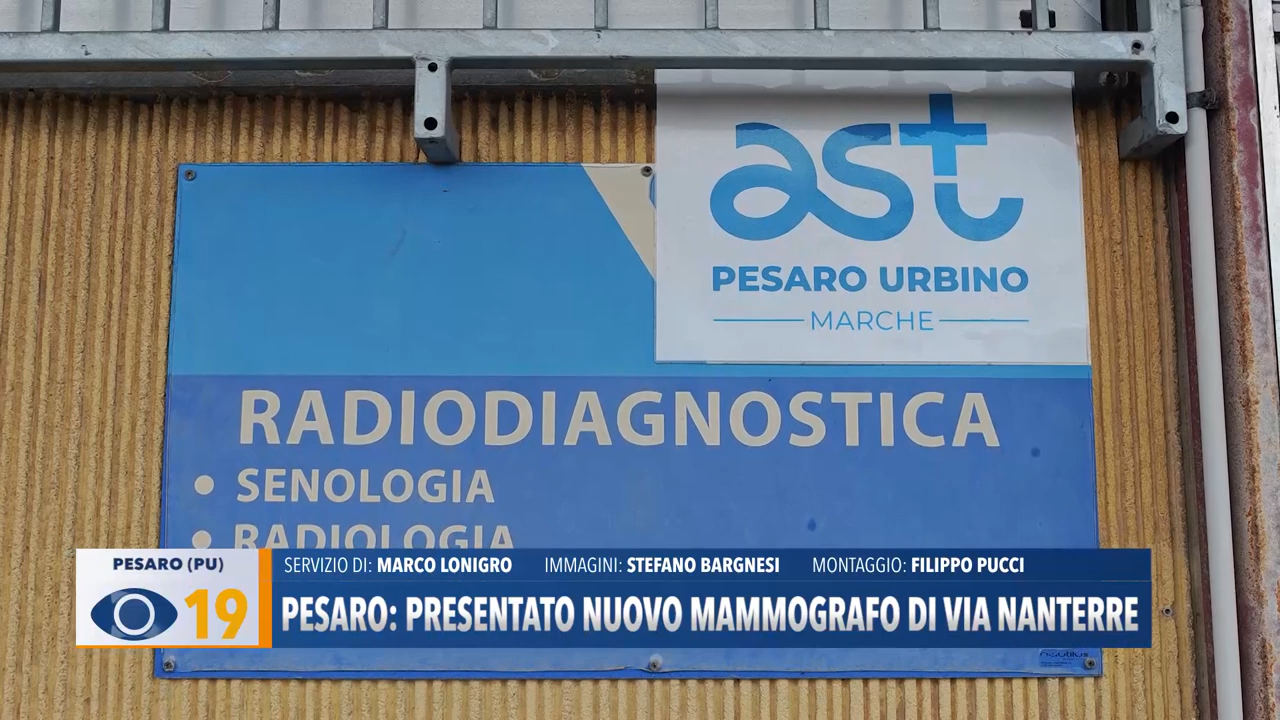 ast
PESARO URBINO
MARCHE
RADIODIAGNOSTICA
• SENOLOGIA
• RADIOLOGIA
PESARO (PU)
19
SERVIZIO DI: MARCO LONIGRO IMMAGINI: STEFANO BARGNESI MONTAGGIO: FILIPPO PUCCI
PESARO: PRESENTATO NUOVO MAMMOGRAFO DI VIA NANTERRE
nautilus